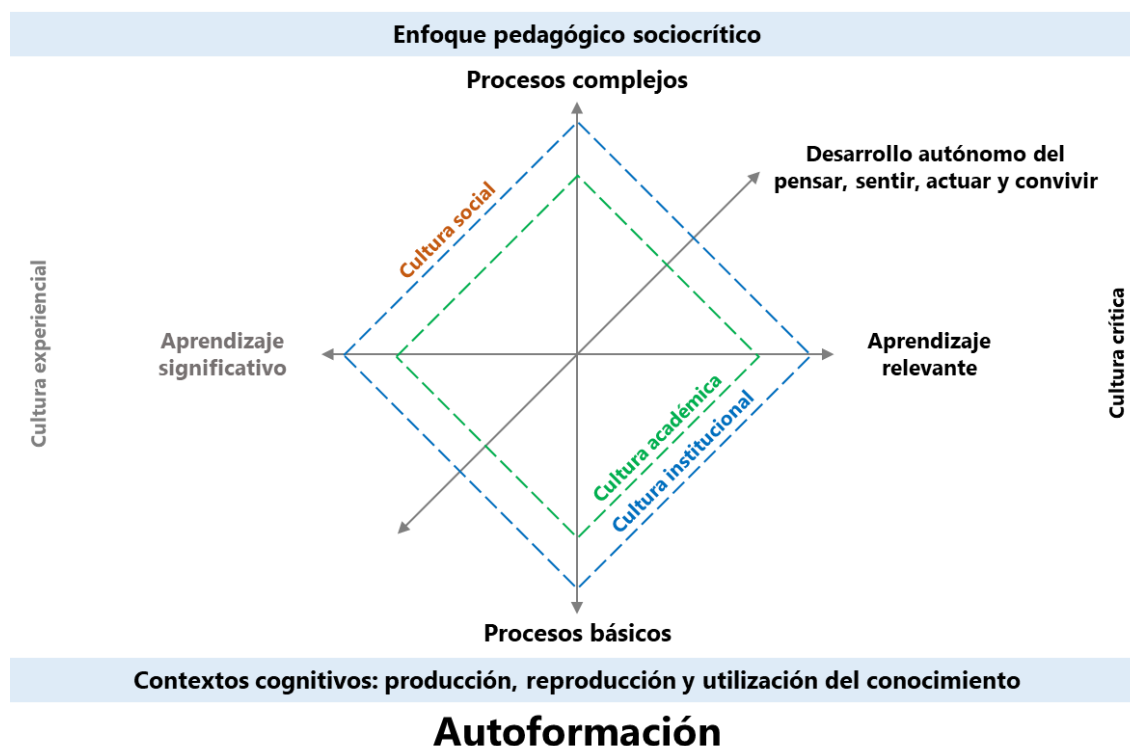 Enfoque pedagógico sociocrítico
Procesos complejos
Desarrollo autónomo del
pensar, sentir, actuar y convivir
Cultura social
Cultura experiencial
Aprendizaje
significativo
Aprendizaje
relevante
Cultura crítica
Cultura académica
Cultura institucional
Procesos básicos
Contextos cognitivos: producción, reproducción y utilización del conocimiento
Autoformación